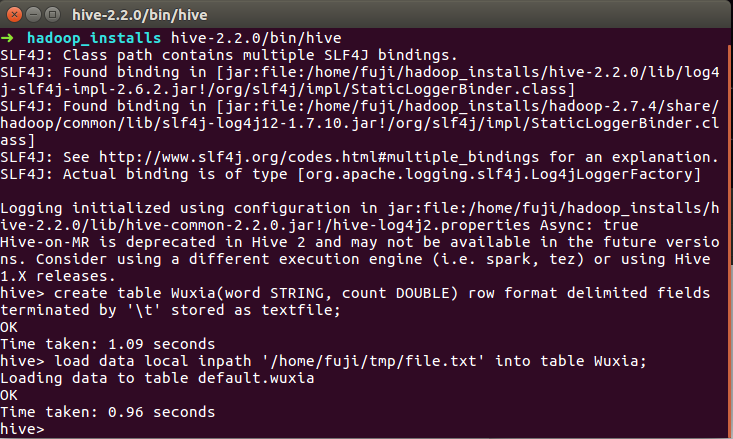 hive-2.2.0/bin/hive
➜  hadoop_installs hive-2.2.0/bin/hive
SLF4J: Class path contains multiple SLF4J bindings.
SLF4J: Found binding in [jar:file:/home/fuji/hadoop_installs/hive-2.2.0/lib/log4
j-slf4j-impl-2.6.2.jar!/org/slf4j/impl/StaticLoggerBinder.class]
SLF4J: Found binding in [jar:file:/home/fuji/hadoop_installs/hadoop-2.7.4/share/
hadoop/common/lib/slf4j-log4j12-1.7.10.jar!/org/slf4j/impl/StaticLoggerBinder.cl
ass]
SLF4J: See http://www.slf4j.org/codes.html#multiple_bindings for an explanation.
SLF4J: Actual binding is of type [org.apache.logging.slf4j.Log4jLoggerFactory]
Logging initialized using configuration in jar:file:/home/fuji/hadoop_installs/h
ive-2.2.0/lib/hive-common-2.2.0.jar!/hive-log4j2.properties Async: true
Hive-on-MR is deprecated in Hive 2 and may not be available in the future versio
ns. Consider using a different execution engine (i.e. spark, tez) or using Hive
1.X releases.
hive> create table Wuxia(word STRING, count DOUBLE) row format delimited fields
terminated by '\t' stored as textfile;
OK
Time taken: 1.09 seconds
hive> load data local inpath '/home/fuji/tmp/file.txt' into table Wuxia;
Loading data to table default.wuxia
OK
Time taken: 0.96 seconds
hive>